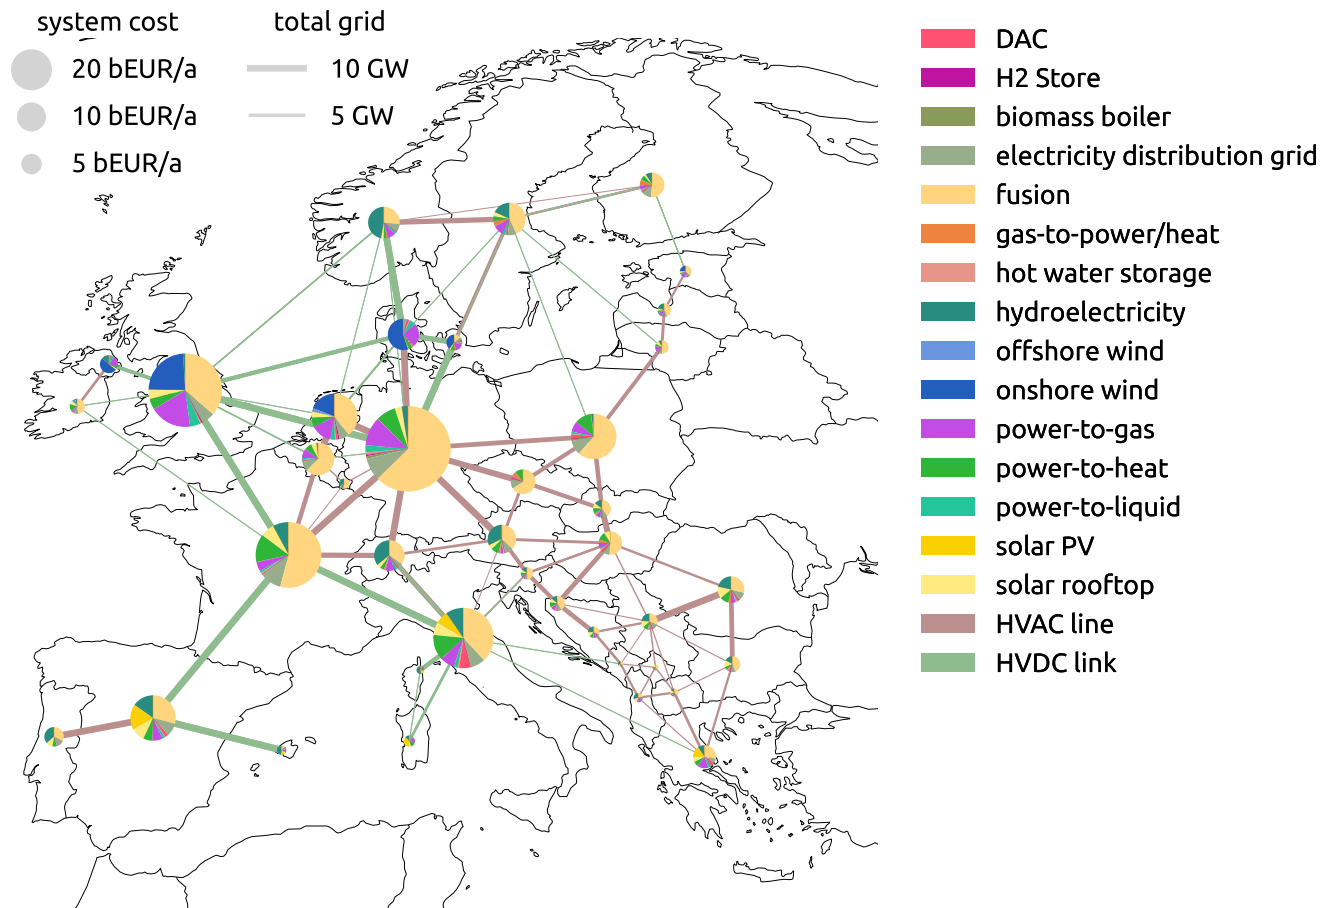 system cost
total grid
20 bEUR/a
10 GW
10 bEUR/a
5 GW
5 bEUR/a
DAC
H2 Store
biomass boiler
electricity distribution grid
fusion
gas-to-power/heat
hot water storage
hydroelectricity
offshore wind
onshore wind
power-to-gas
power-to-heat
power-to-liquid
solar PV
solar rooftop
HVAC line
HVDC link